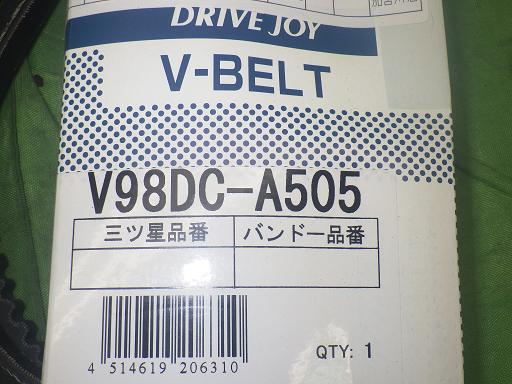 DRIVE JOY
V-BELT
V98DC-A505
三ツ星品番 バンドー品番
4 514619 206310
QTY: 1